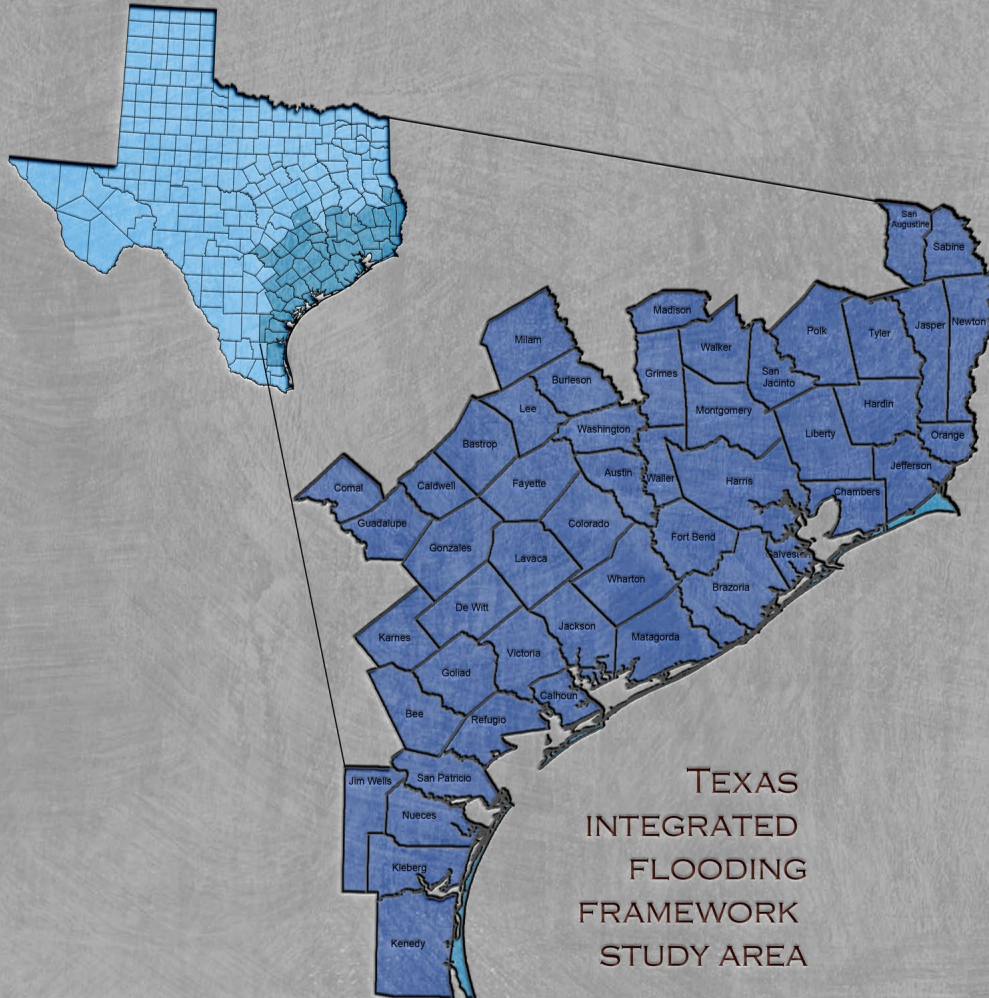 San
Augustine
Sabine
Madison
Milam
Walker
Polk
Tyler
Jasper
Newton
Burleson
Grimes
San
Jacinto
Lee
Montgomery
Hardin
Washington
Liberty
Orange
Bastrop
Austin
Waller
Harris
Jefferson
Comal
Caldwell
Fayette
Chambers
Guadalupe
Colorado
Fort Bend
Gonzales
Lavaca
Galveston
Wharton
Brazoria
De Witt
Jackson
Matagorda
Karnes
Victoria
Goliad
Calhoun
Bee
Refugio
Jim Wells
San Patricio
Nueces
Kleberg
Kenedy
TEXAS
INTEGRATED
FLOODING
FRAMEWORK
STUDY AREA